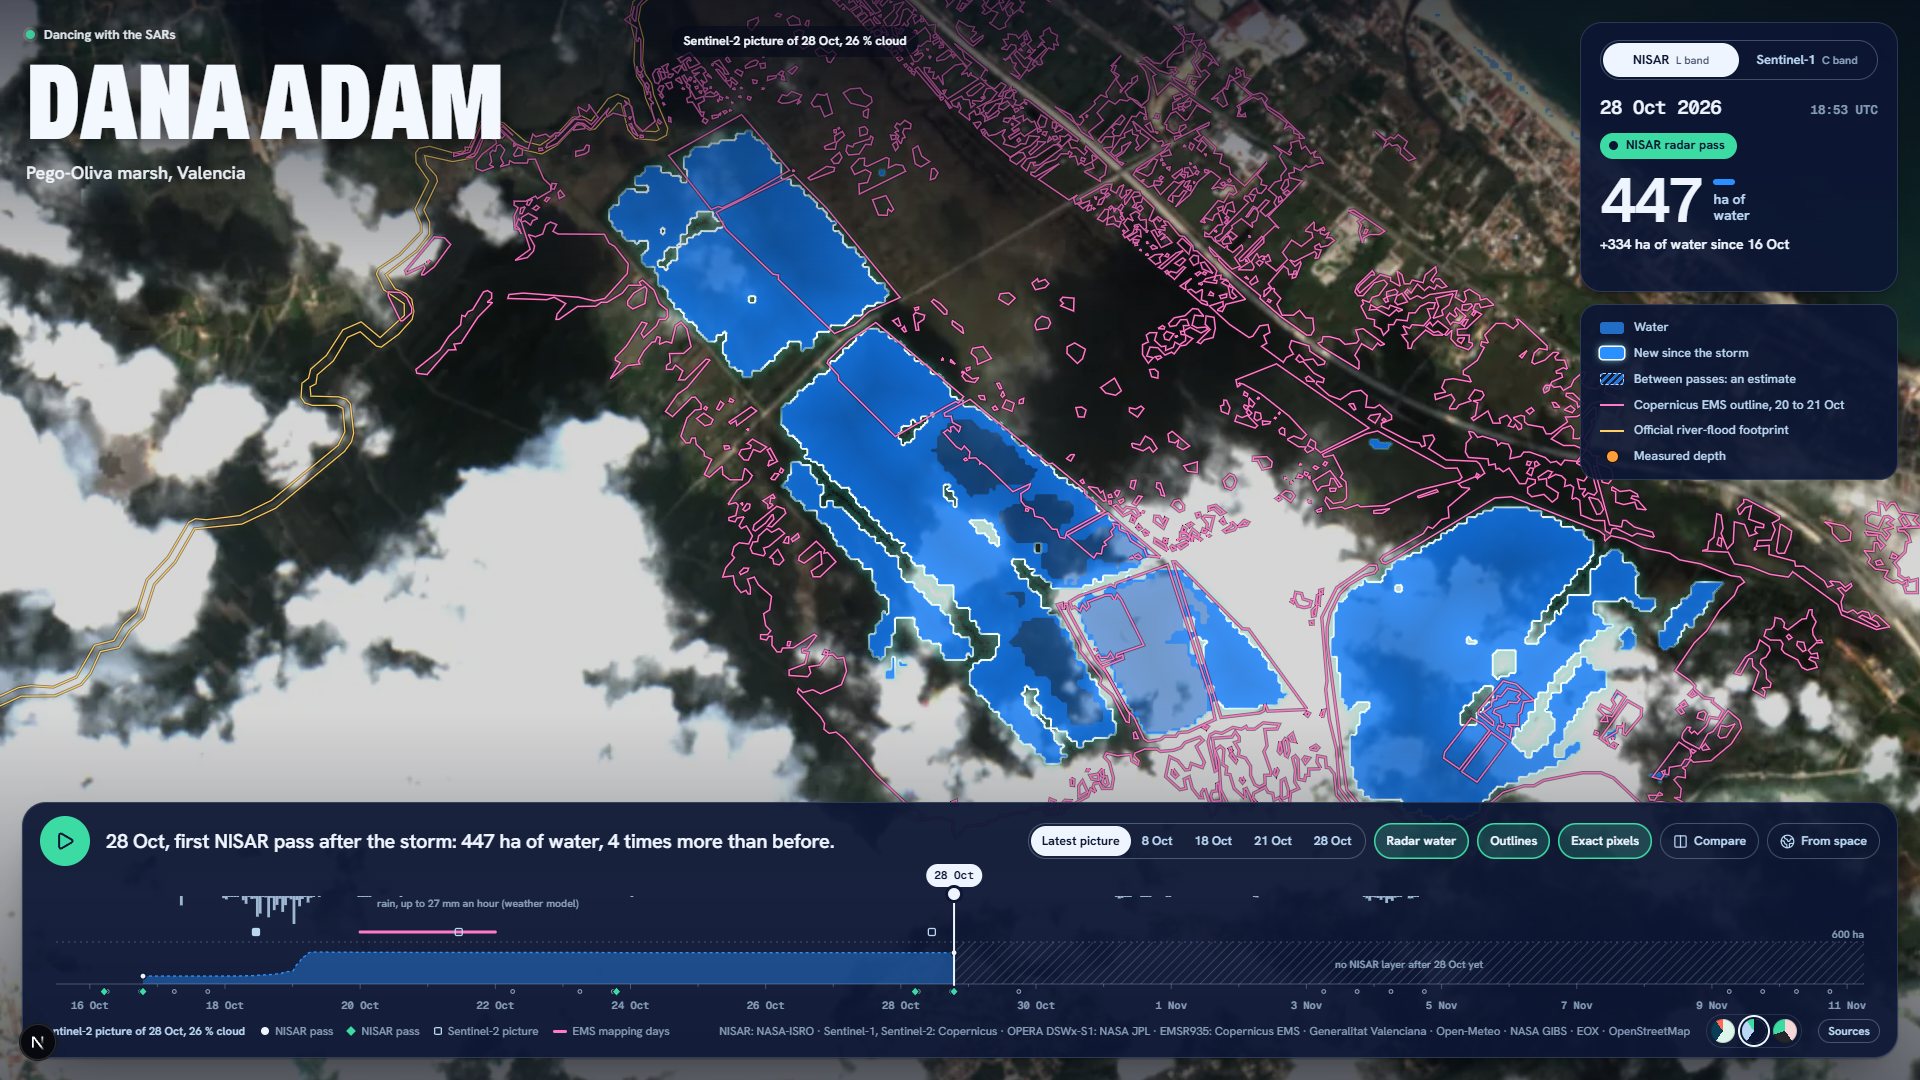 Dancing with the SARs
DANA ADAM
Pego-Oliva marsh, Valencia
Sentinel-2 picture of 28 Oct, 26 % cloud
NISAR L band
Sentinel-1 C band
28 Oct 2026
18:53 UTC
NISAR radar pass
447
ha of
water
+334 ha of water since 16 Oct
Water
New since the storm
Between passes: an estimate
Copernicus EMS outline, 20 to 21 Oct
Official river-flood footprint
Measured depth
28 Oct, first NISAR pass after the storm: 447 ha of water, 4 times more than before.
Latest picture
8 Oct
18 Oct
21 Oct
28 Oct
Radar water
Outlines
Exact pixels
Compare
From space
28 Oct
rain, up to 27 mm an hour (weather model)
600 ha
no NISAR layer after 28 Oct yet
16 Oct
18 Oct
20 Oct
22 Oct
24 Oct
26 Oct
28 Oct
30 Oct
1 Nov
3 Nov
5 Nov
7 Nov
9 Nov
11 Nov
N
ntinel-2 picture of 28 Oct, 26 % cloud
NISAR pass
NISAR pass
Sentinel-2 picture
EMS mapping days
NISAR: NASA-ISRO · Sentinel-1, Sentinel-2: Copernicus · OPERA DSWx-S1: NASA JPL · EMSR935: Copernicus EMS · Generalitat Valenciana · Open-Meteo · NASA GIBS · EOX · OpenStreetMap
Sources